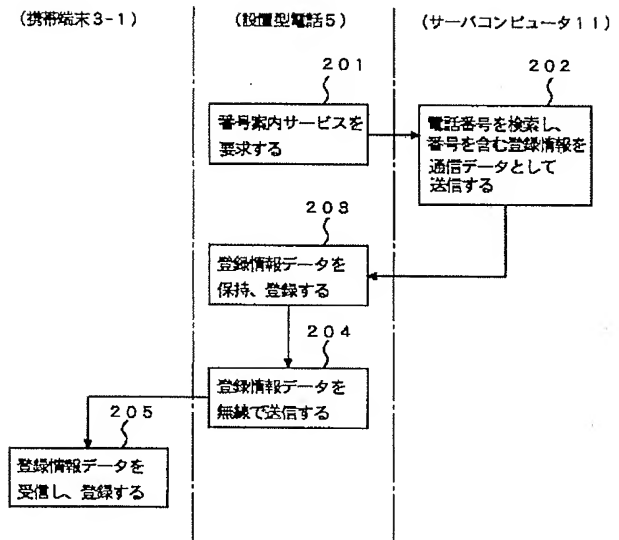 (携帯端末3-1)
(設置型電話5)
(サーバコンピュータ11)
201
番号案内サービスを
要求する
202
電話番号を検索し、
番号を含む登録情報を
通信データとして
送信する
203
登録情報データを
保持、登録する
204
登録情報データを
無線で送信する
205
登録情報データを
受信し、登録する